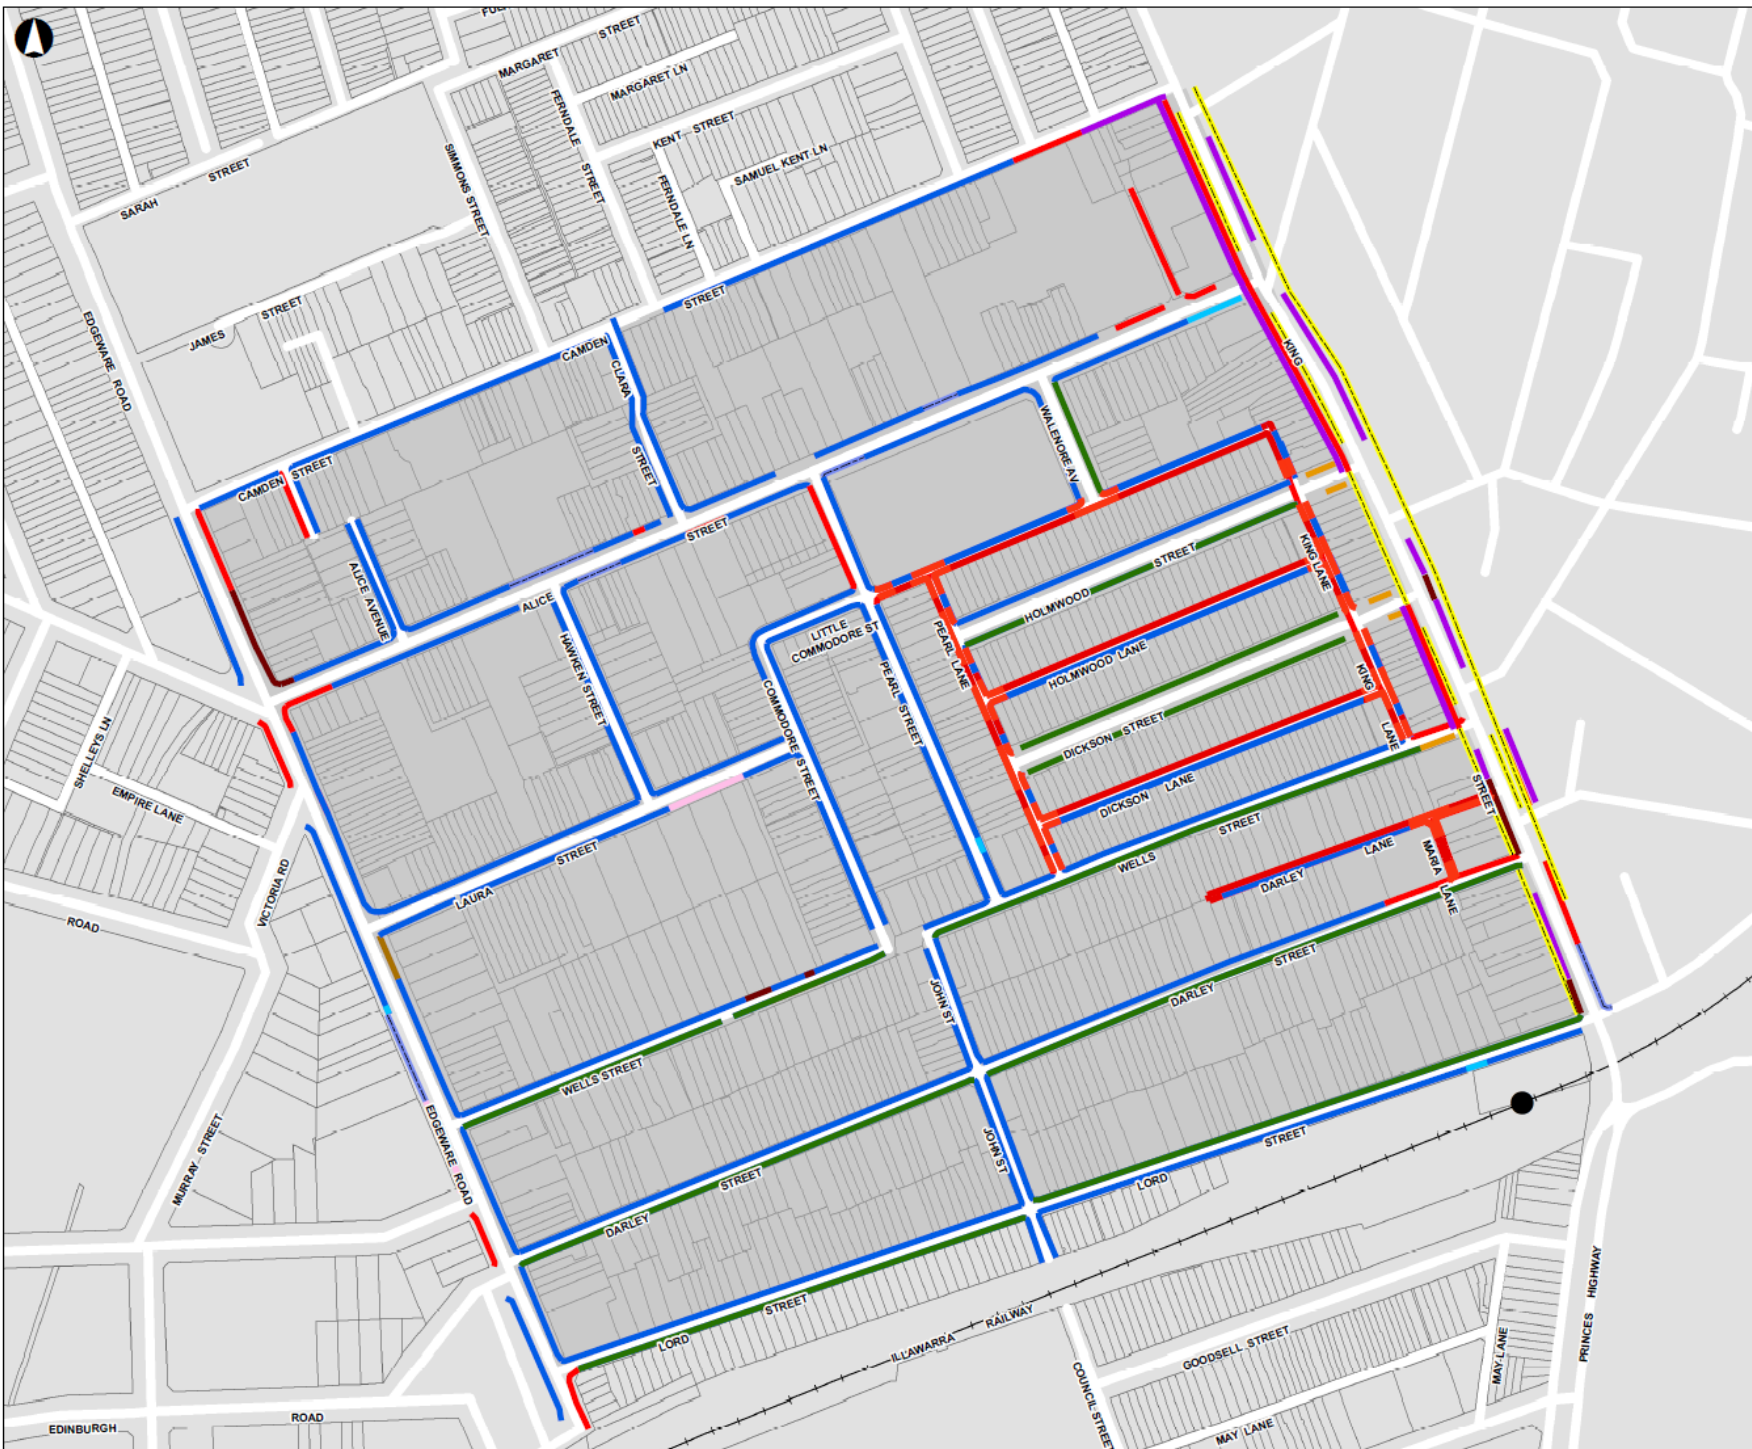 STREET
MARGARET
MARGARET LN
FERNDALE
STREET
KENT STREET
SAMUEL KENT LN
FERNDALE LN
SIMMONS STREET
STREET
SARAH
STREET
JAMES
EDGEWARE ROAD
STREET
CAMDEN
CLARA
STREET
KING
STREET
CAMDEN
WALENORE AV
STREET
ALICE
ALICE AVENUE
STREET
HOLMWOOD
KING LANE
HAWKEN STREET
LITTLE
COMMODORE ST
PEARL LANE
HOLMWOOD LANE
KING
LANE
COMMODORE STREET
PEARL STREET
DICKSON STREET
DICKSON LANE
STREET
SHELLEYS LN
EMPIRE LANE
VICTORIA RD
ROAD
STREET
LAURA
STREET
WELLS
LANE
DARLEY
MARIA
LANE
STREET
DARLEY
JOHN ST
WELLS STREET
MURRAY STREET
EDGEWARE ROAD
STREET
DARLEY
JOHN ST
STREET
LORD
STREET
LORD
ILLAWARRA RAILWAY
COUNCIL STREET
GOODSELL STREET
MAY LANE
MAY LANE
PRINCES HIGHWAY
EDINBURGH
ROAD